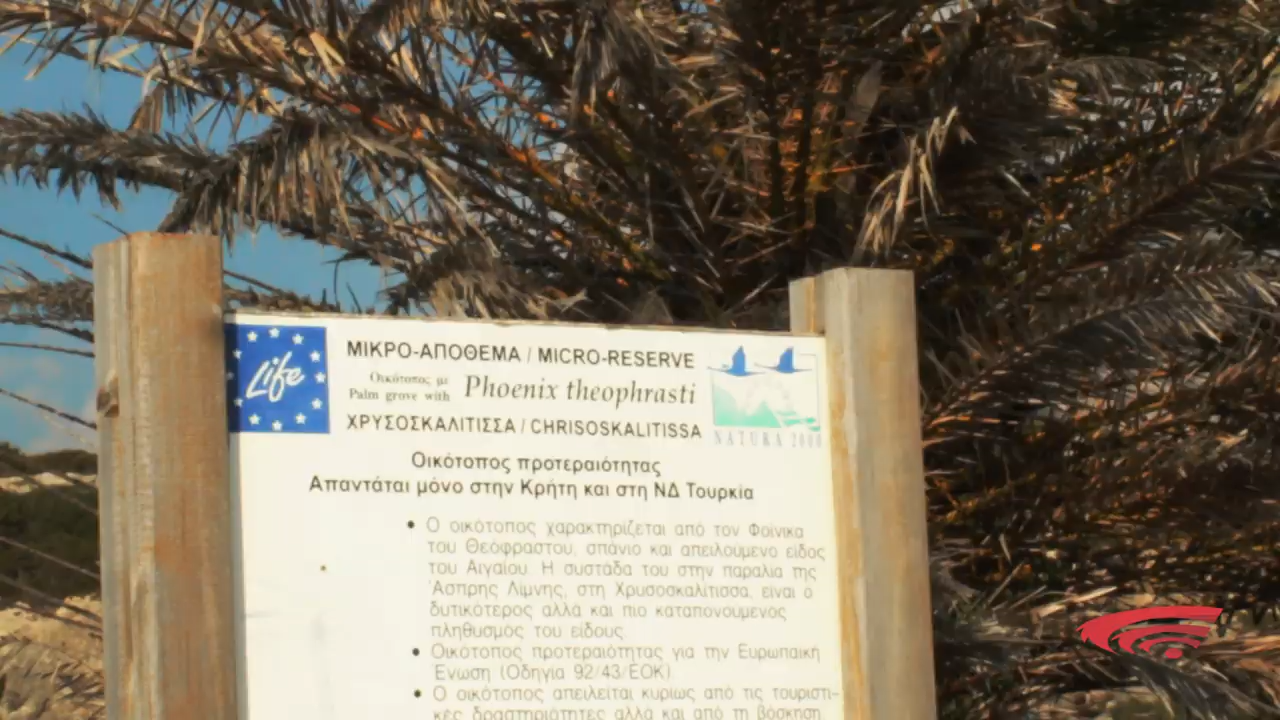 Life
ΜΙΚΡΟ-ΑΠΟΘΕΜΑ / MICRO-RESERVE
Οικότοπος με
Palm grove with
Phoenix theophrasti
ΧΡΥΣΟΣΚΑΛΙΤΙΣΣΑ / CHRISOSKALITISSA
NATURA 2000
Οικότοπος προτεραιότητας
Απαντάται μόνο στην Κρήτη και στη ΝΔ Τουρκία
• Ο οικότοπος χαρακτηρίζεται από τον Φοίνικα
του Θεόφραστου, σπάνιο και απειλούμενο είδος
του Αιγαίου. Η συστάδα του στην παραλία της
Άσπρης Λίμνης, στη Χρυσοσκαλίτισσα, είναι ο
δυτικότερος αλλά και πιο καταπονουμενος
πληθυσμός του είδους.
• Οικότοπος προτεραιότητας για την Ευρωπαϊκή
Ένωση (Οδηγία 92/43/ΕΟΚ)
• Ο οικότοπος απειλείται κυρίως από τις τουριστι-
κές δραστηριότητες αλλά και από τη βόσκηση.